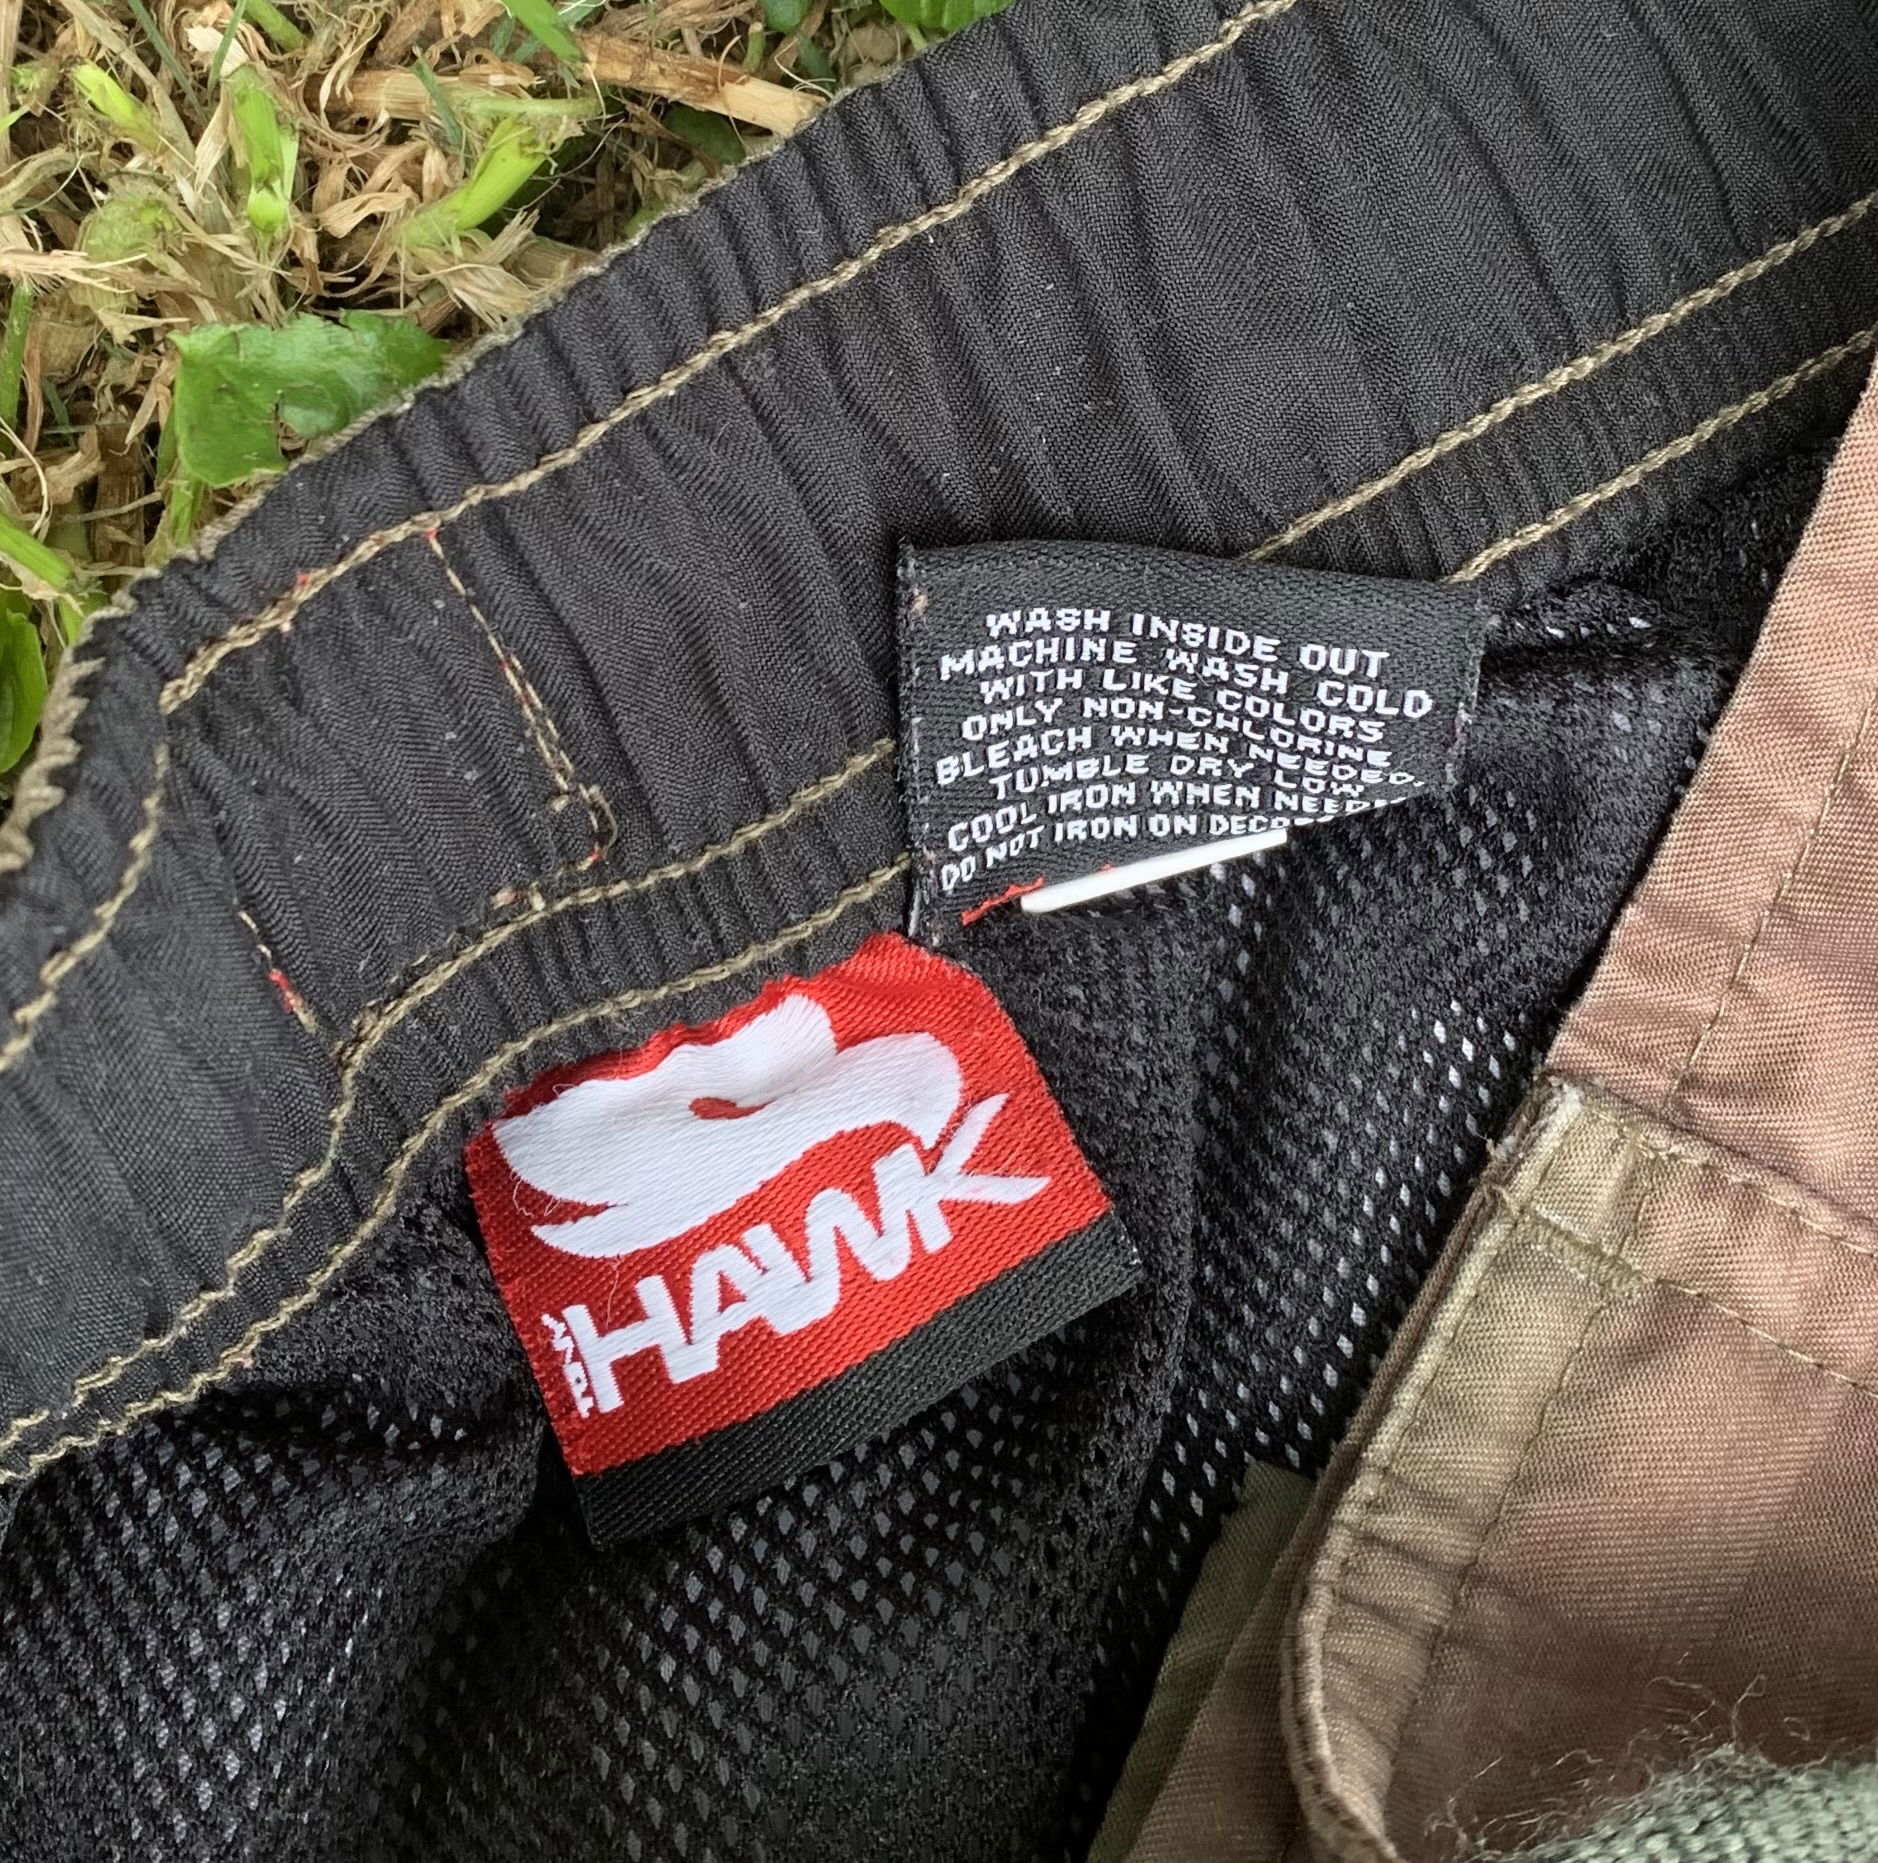 WASH INSIDE OUT
MACHINE WASH COLD
WITH LIKE COLORS
ONLY NON-CHLORINE
BLEACH WHEN NEEDED.
TUMBLE DRY LOW
COOL IRON WHEN
DO NOT IRON ON
TONY HAWK